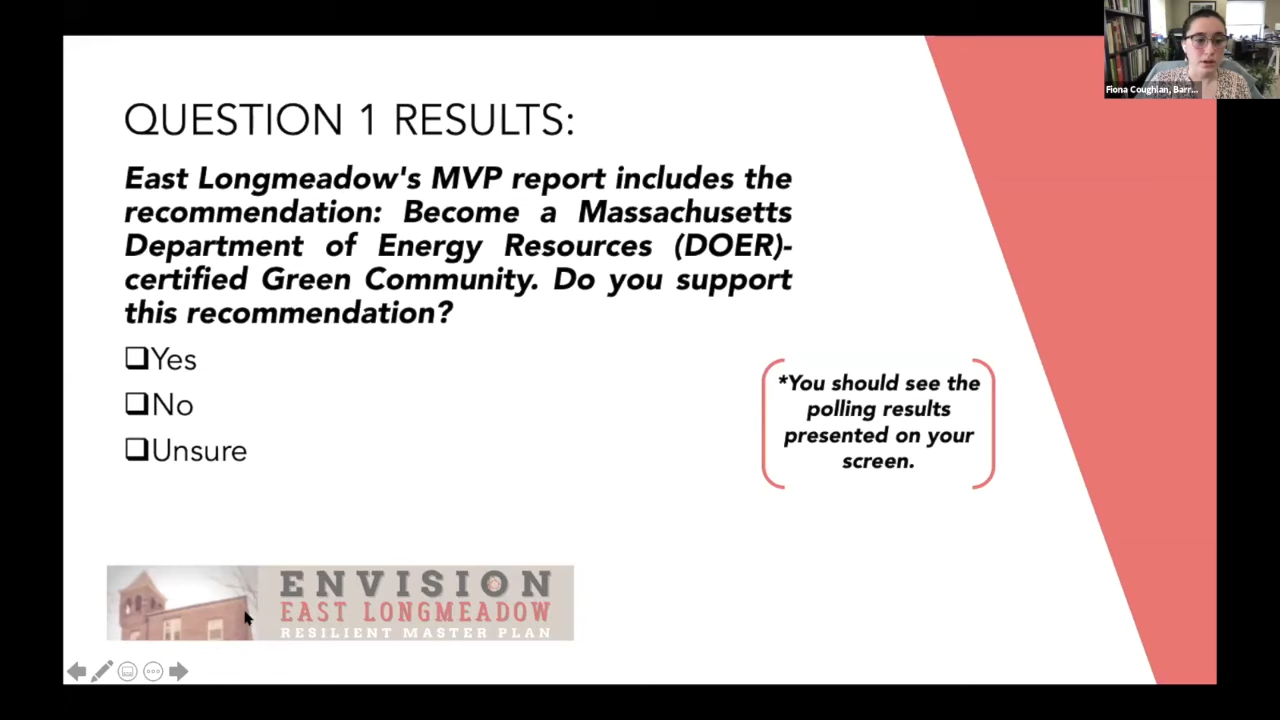 QUESTION 1 RESULTS:
East Longmeadow's MVP report includes the
recommendation: Become a Massachusetts
Department of Energy Resources (DOER)-
certified Green Community. Do you support
this recommendation?
Yes
No
Unsure
*You should see the
polling results
presented on your
screen.
ENVISION
EAST LONGMEADOW
RESILIENT MASTER PLAN
Fiona Coughlan, Barr...